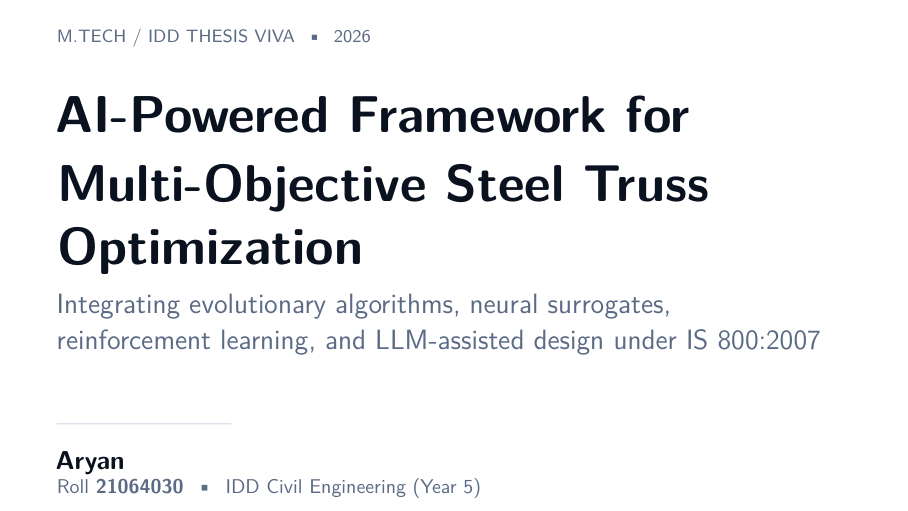 M.TECH / IDD THESIS VIVA ▪ 2026
AI-Powered Framework for
Multi-Objective Steel Truss
Optimization
Integrating evolutionary algorithms, neural surrogates,
reinforcement learning, and LLM-assisted design under IS 800:2007
Aryan
Roll 21064030 ▪ IDD Civil Engineering (Year 5)